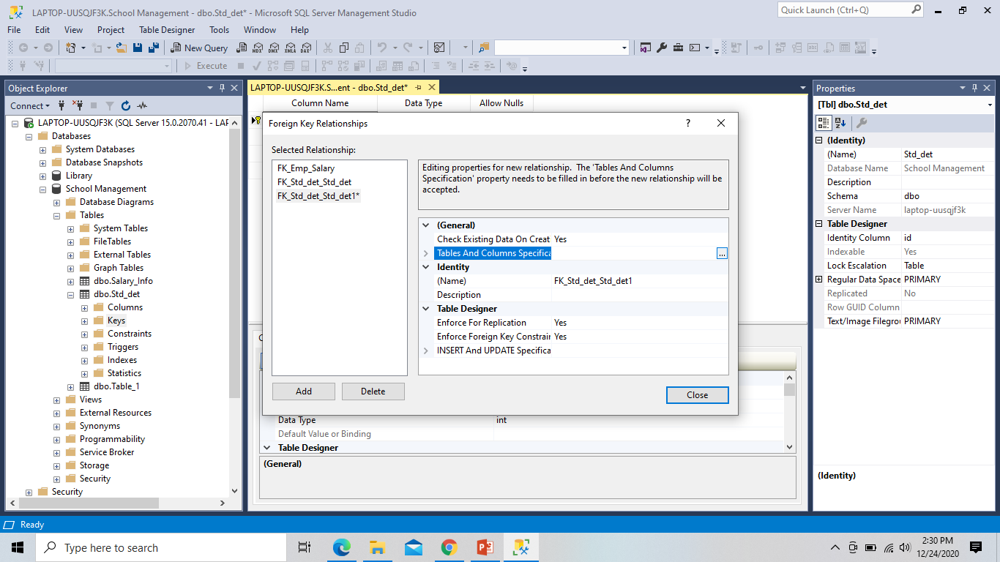 LAPTOP-UUSQJF3K.School Management - dbo.Std_det* - Microsoft SQL Server Management Studio
Quick Launch (Ctrl+Q)
File Edit View Project Table Designer Tools Window Help
New Query MDX DMX XMLA DAX
Execute
Object Explorer
Connect
LAPTOP-UUSQJF3K (SQL Server 15.0.2070.41 - LAP
Databases
System Databases
Database Snapshots
Library
School Management
Database Diagrams
Tables
System Tables
FileTables
External Tables
Graph Tables
dbo.Salary_Info
dbo.Std_det
Columns
Keys
Constraints
Triggers
Indexes
Statistics
dbo.Table_1
Views
External Resources
Synonyms
Programmability
Service Broker
Storage
Security
Security
LAPTOP-UUSQJF3K.S...ent - dbo.Std_det*
Column Name Data Type Allow Nulls
Foreign Key Relationships ?
Selected Relationship:
FK_Emp_Salary
FK_Std_det_Std_det
FK_Std_det_Std_det1*
Editing properties for new relationship. The 'Tables And Columns
Specification' property needs to be filled in before the new relationship will be
accepted.
(General)
Check Existing Data On Creat Yes
Tables And Columns Specifica ...
Identity
(Name) FK_Std_det_Std_det1
Description
Table Designer
Enforce For Replication Yes
Enforce Foreign Key Constrain Yes
INSERT And UPDATE Specifica
Add Delete Close
Data Type int
Default Value or Binding
Table Designer
(General)
Properties
[Tbl] dbo.Std_det
(Identity)
(Name) Std_det
Database Name School Management
Description
Schema dbo
Server Name laptop-uusqjf3k
Table Designer
Identity Column id
Indexable Yes
Lock Escalation Table
Regular Data Space PRIMARY
Replicated No
Row GUID Column
Text/Image Filegrou PRIMARY
(Identity)
Ready
Type here to search
2:30 PM
12/24/2020